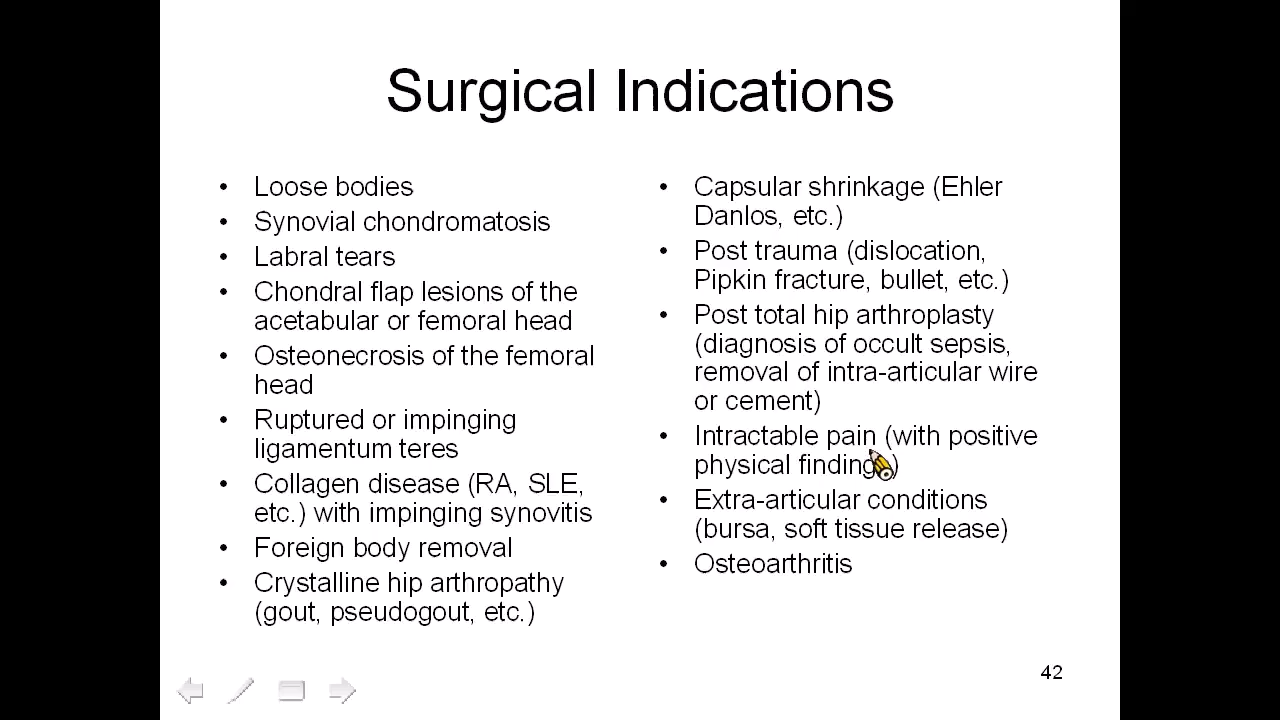 Surgical Indications
• Loose bodies
• Synovial chondromatosis
• Labral tears
• Chondral flap lesions of the
acetabular or femoral head
• Osteonecrosis of the femoral
head
• Ruptured or impinging
ligamentum teres
• Collagen disease (RA, SLE,
etc.) with impinging synovitis
• Foreign body removal
• Crystalline hip arthropathy
(gout, pseudogout, etc.)
• Capsular shrinkage (Ehler
Danlos, etc.)
• Post trauma (dislocation,
Pipkin fracture, bullet, etc.)
• Post total hip arthroplasty
(diagnosis of occult sepsis,
removal of intra-articular wire
or cement)
• Intractable pain (with positive
physical findings)
• Extra-articular conditions
(bursa, soft tissue release)
• Osteoarthritis
42